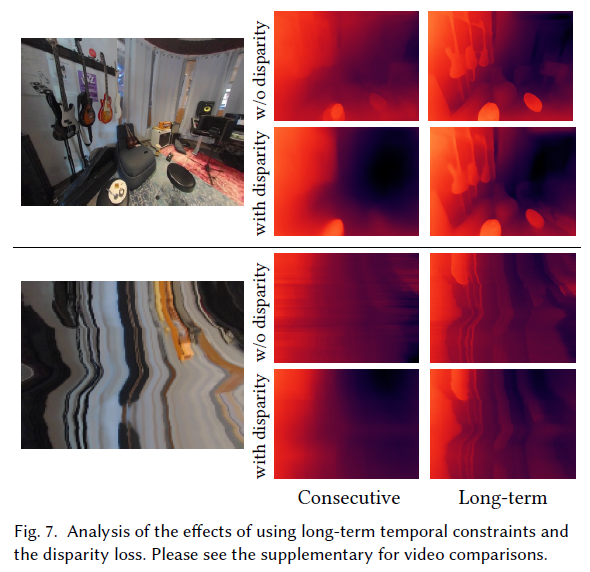 w/o disparity
with disparity
w/o disparity
with disparity
Consecutive
Long-term
Fig. 7. Analysis of the effects of using long-term temporal constraints and
the disparity loss. Please see the supplementary for video comparisons.